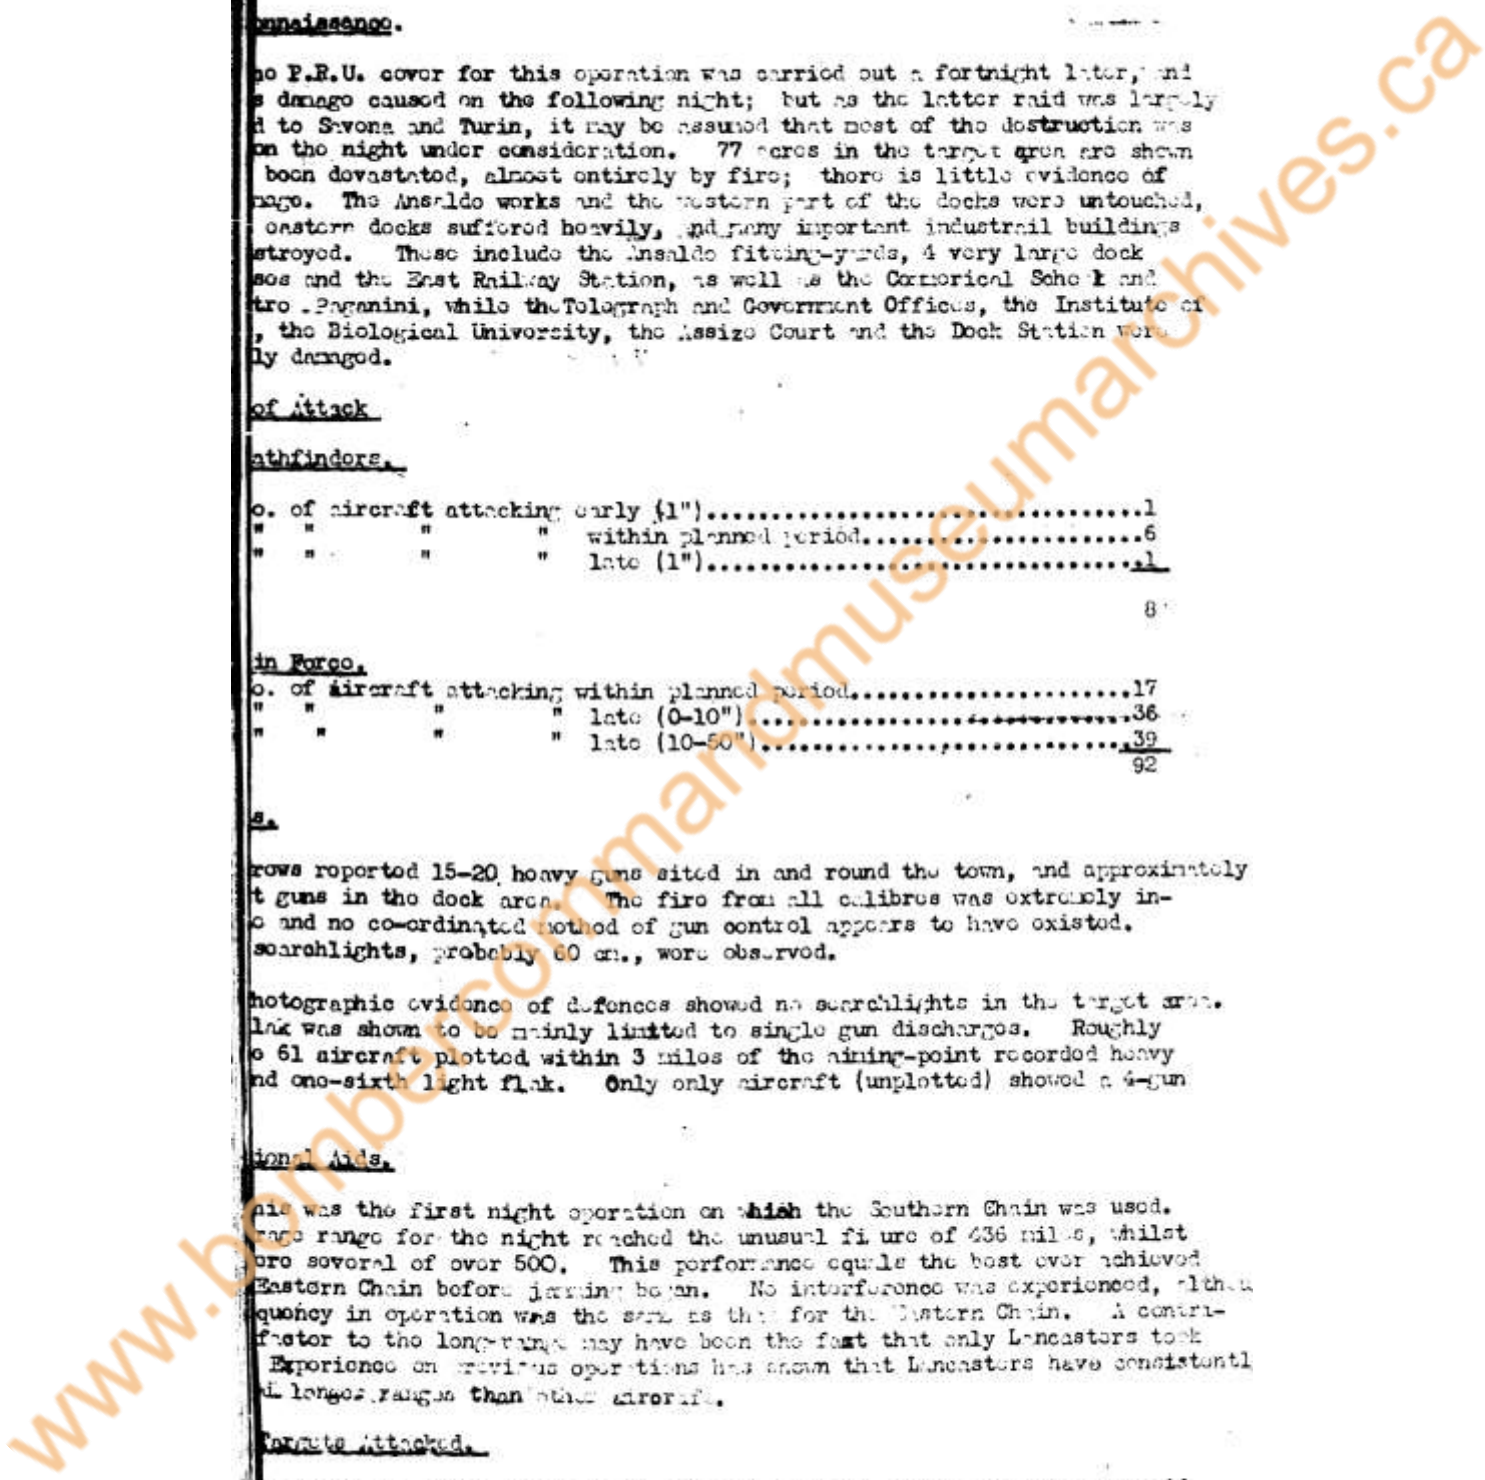 onnaissance.
no P.R.U. cover for this operation was carried out a fortnight later, and
s damage caused on the following night; but as the latter raid was largely
d to Savona and Turin, it may be assumed that most of the destruction was
on the night under consideration. 77 acres in the target area are shown
been devastated, almost entirely by fire; there is little evidence of
mage. The Ansaldo works and the western part of the docks were untouched,
eastern docks suffered heavily, and many important industrail buildings
stroyed. These include the Ansaldo fitting-yards, 4 very large dock
ses and the East Railway Station, as well as the and
tro Paganini, while theTelegraph and Government Offices, the Institute of
, the Biological University, the Assize Court and the Dock Station were
ly damaged.
of Attack
athfinders.
o. of aircraft attacking early (1")..................................1
" " " " within planned period......................6
" " " " late (1")..................................1
8
in Force.
o. of aircraft attacking within planned period......................17
" " " " late (0-10")..............................36
" " " " late (10-50").............................39
92
s.
rews reported 15-20 heavy guns sited in and round the town, and approximately
t guns in the dock area. The fire from all calibres was extremely in-
e and no co-ordinated method of gun control appears to have existed.
searchlights, probably 60 cm., were observed.
hotographic evidence of defences showed no searchlights in the target area.
lak was shown to be mainly limited to single gun discharges. Roughly
o 61 aircraft plotted within 3 miles of the aiming-point recorded heavy
nd one-sixth light flak. Only only aircraft (unplotted) showed a 4-gun
ional Aids.
his was the first night operation on which the Southern Chain was used.
rage range for the night reached the unusual fi ure of 436 miles, whilst
ere several of over 500. This performance equals the best ever achieved
Eastern Chain before jamming began. No interference was experienced, altho
quency in operation was the same as that for the Eastern Chain. A contri-
factor to the long-range may have been the fact that only Lancasters took
Experience on previous operations has shown that Lancasters have consistentl
longer ranges than other aircraft.
Targets Attacked.
www.bombercommandmuseumarchives.ca